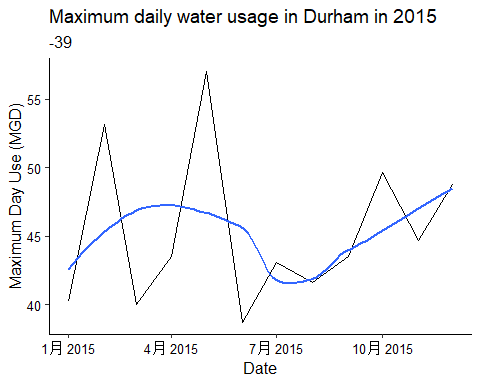 Maximum daily water usage in Durham in 2015
-39
55
50
45
40
Maximum Day Use (MGD)
1月 2015 4月 2015 7月 2015 10月 2015
Date